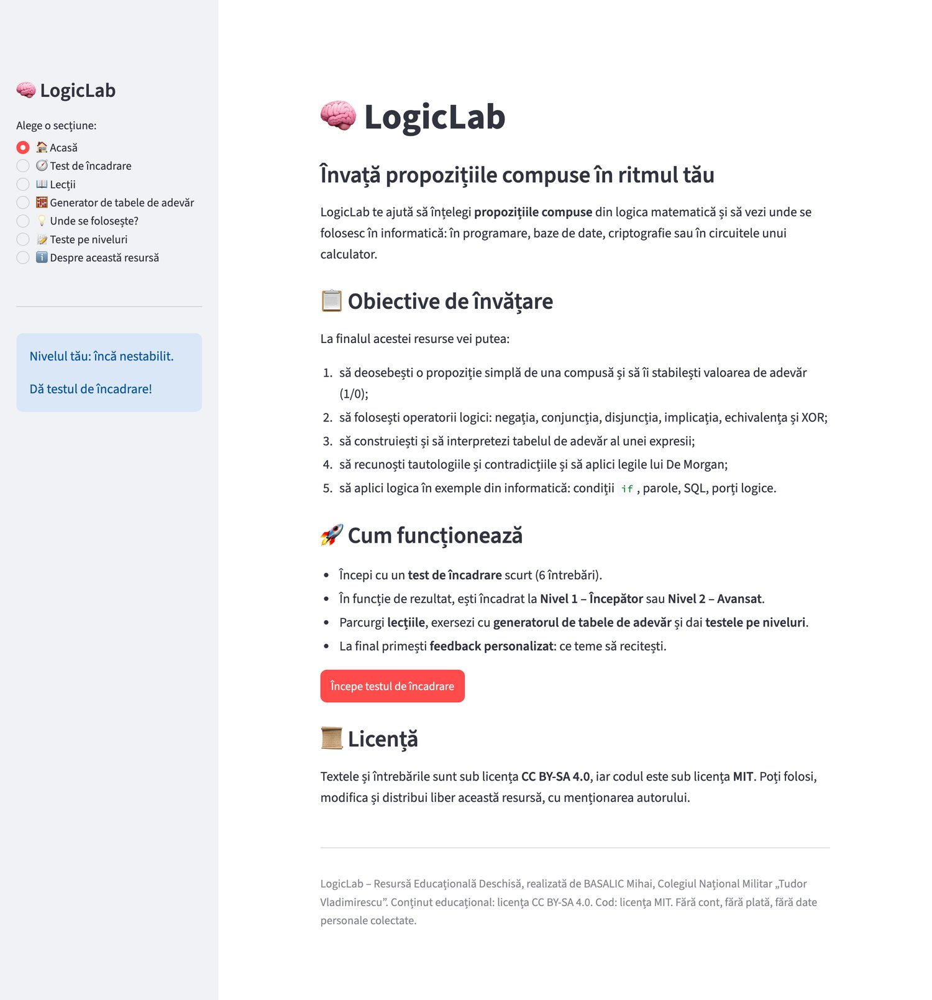 🧠 LogicLab
Alege o secțiune:
🏠 Acasă
🧭 Test de încadrare
📖 Lecții
🧮 Generator de tabele de adevăr
💡 Unde se folosește?
📝 Teste pe niveluri
ℹ️ Despre această resursă
Nivelul tău: încă nestabilit.
Dă testul de încadrare!
🧠 LogicLab
Învață propozițiile compuse în ritmul tău
LogicLab te ajută să înțelegi propozițiile compuse din logica matematică și să vezi unde se
folosesc în informatică: în programare, baze de date, criptografie sau în circuitele unui
calculator.
📋 Obiective de învățare
La finalul acestei resurse vei putea:
1. să deosebești o propoziție simplă de una compusă și să îi stabilești valoarea de adevăr
(1/0);
2. să folosești operatorii logici: negația, conjuncția, disjuncția, implicația, echivalența și XOR;
3. să construiești și să interpretezi tabelul de adevăr al unei expresii;
4. să recunoști tautologiile și contradicțiile și să aplici legile lui De Morgan;
5. să aplici logica în exemple din informatică: condiții if, parole, SQL, porți logice.
🚀 Cum funcționează
• Începi cu un test de încadrare scurt (6 întrebări).
• În funcție de rezultat, ești încadrat la Nivel 1 – Începător sau Nivel 2 – Avansat.
• Parcurgi lecțiile, exersezi cu generatorul de tabele de adevăr și dai testele pe niveluri.
• La final primești feedback personalizat: ce teme să recitești.
Începe testul de încadrare
📜 Licență
Textele și întrebările sunt sub licența CC BY-SA 4.0, iar codul este sub licența MIT. Poți folosi,
modifica și distribui liber această resursă, cu menționarea autorului.
LogicLab – Resursă Educațională Deschisă, realizată de BASALIC Mihai, Colegiul Național Militar „Tudor
Vladimirescu”. Conținut educațional: licența CC BY-SA 4.0. Cod: licența MIT. Fără cont, fără plată, fără date
personale colectate.